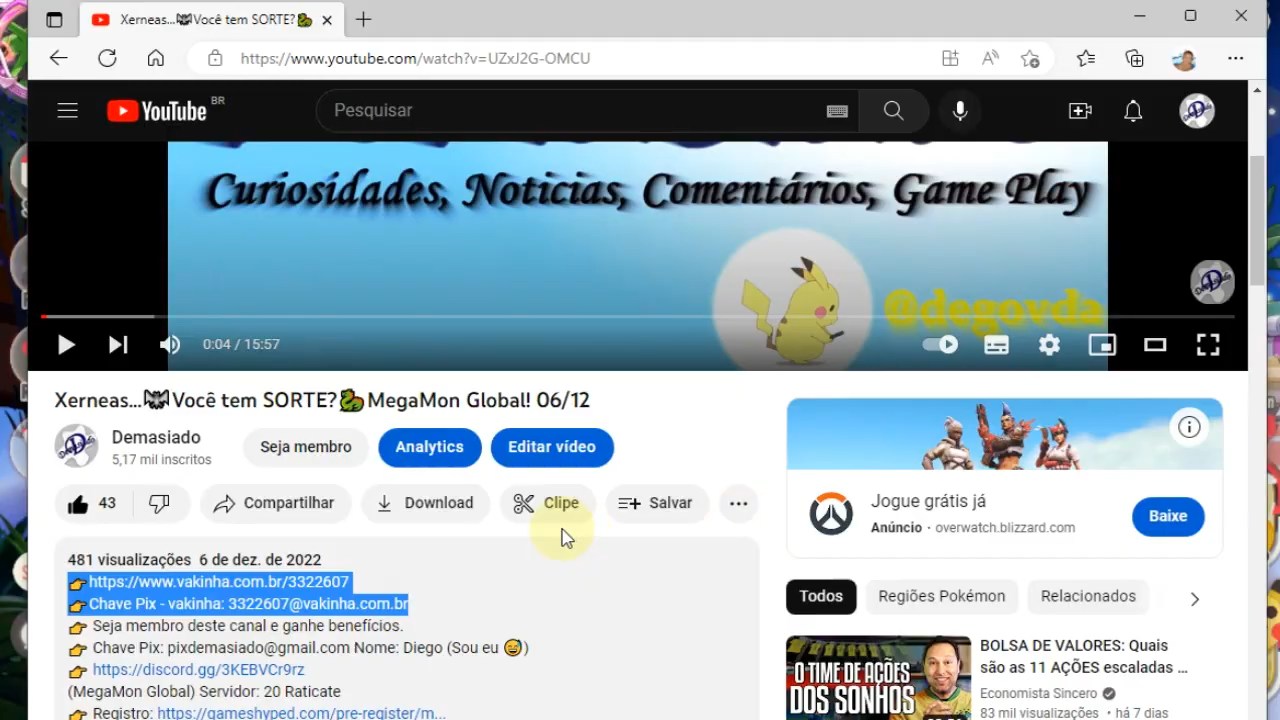 Xerneas...🦇Você tem SORTE?🐍
https://www.youtube.com/watch?v=UZxJ2G-OMCU
YouTube BR
Pesquisar
Curiosidades, Noticias, Comentários, Game Play
@degovda
0:04 / 15:57
Xerneas...🦇Você tem SORTE?🐍MegaMon Global! 06/12
Demasiado
5,17 mil inscritos
Seja membro
Analytics
Editar vídeo
43
Compartilhar
Download
Clipe
Salvar
481 visualizações 6 de dez. de 2022
👉https://www.vakinha.com.br/3322607
👉Chave Pix - vakinha: 3322607@vakinha.com.br
👉 Seja membro deste canal e ganhe benefícios.
👉 Chave Pix: pixdemasiado@gmail.com Nome: Diego (Sou eu 😅)
👉 https://discord.gg/3KEBVCr9rz
(MegaMon Global) Servidor: 20 Raticate
👉 Registro: https://gameshyped.com/pre-register/m...
Jogue grátis já
Anúncio · overwatch.blizzard.com
Baixe
Todos
Regiões Pokémon
Relacionados
O TIME DE AÇÕES
DOS SONHOS
BOLSA DE VALORES: Quais
são as 11 AÇÕES escaladas ...
Economista Sincero
83 mil visualizações · há 7 dias